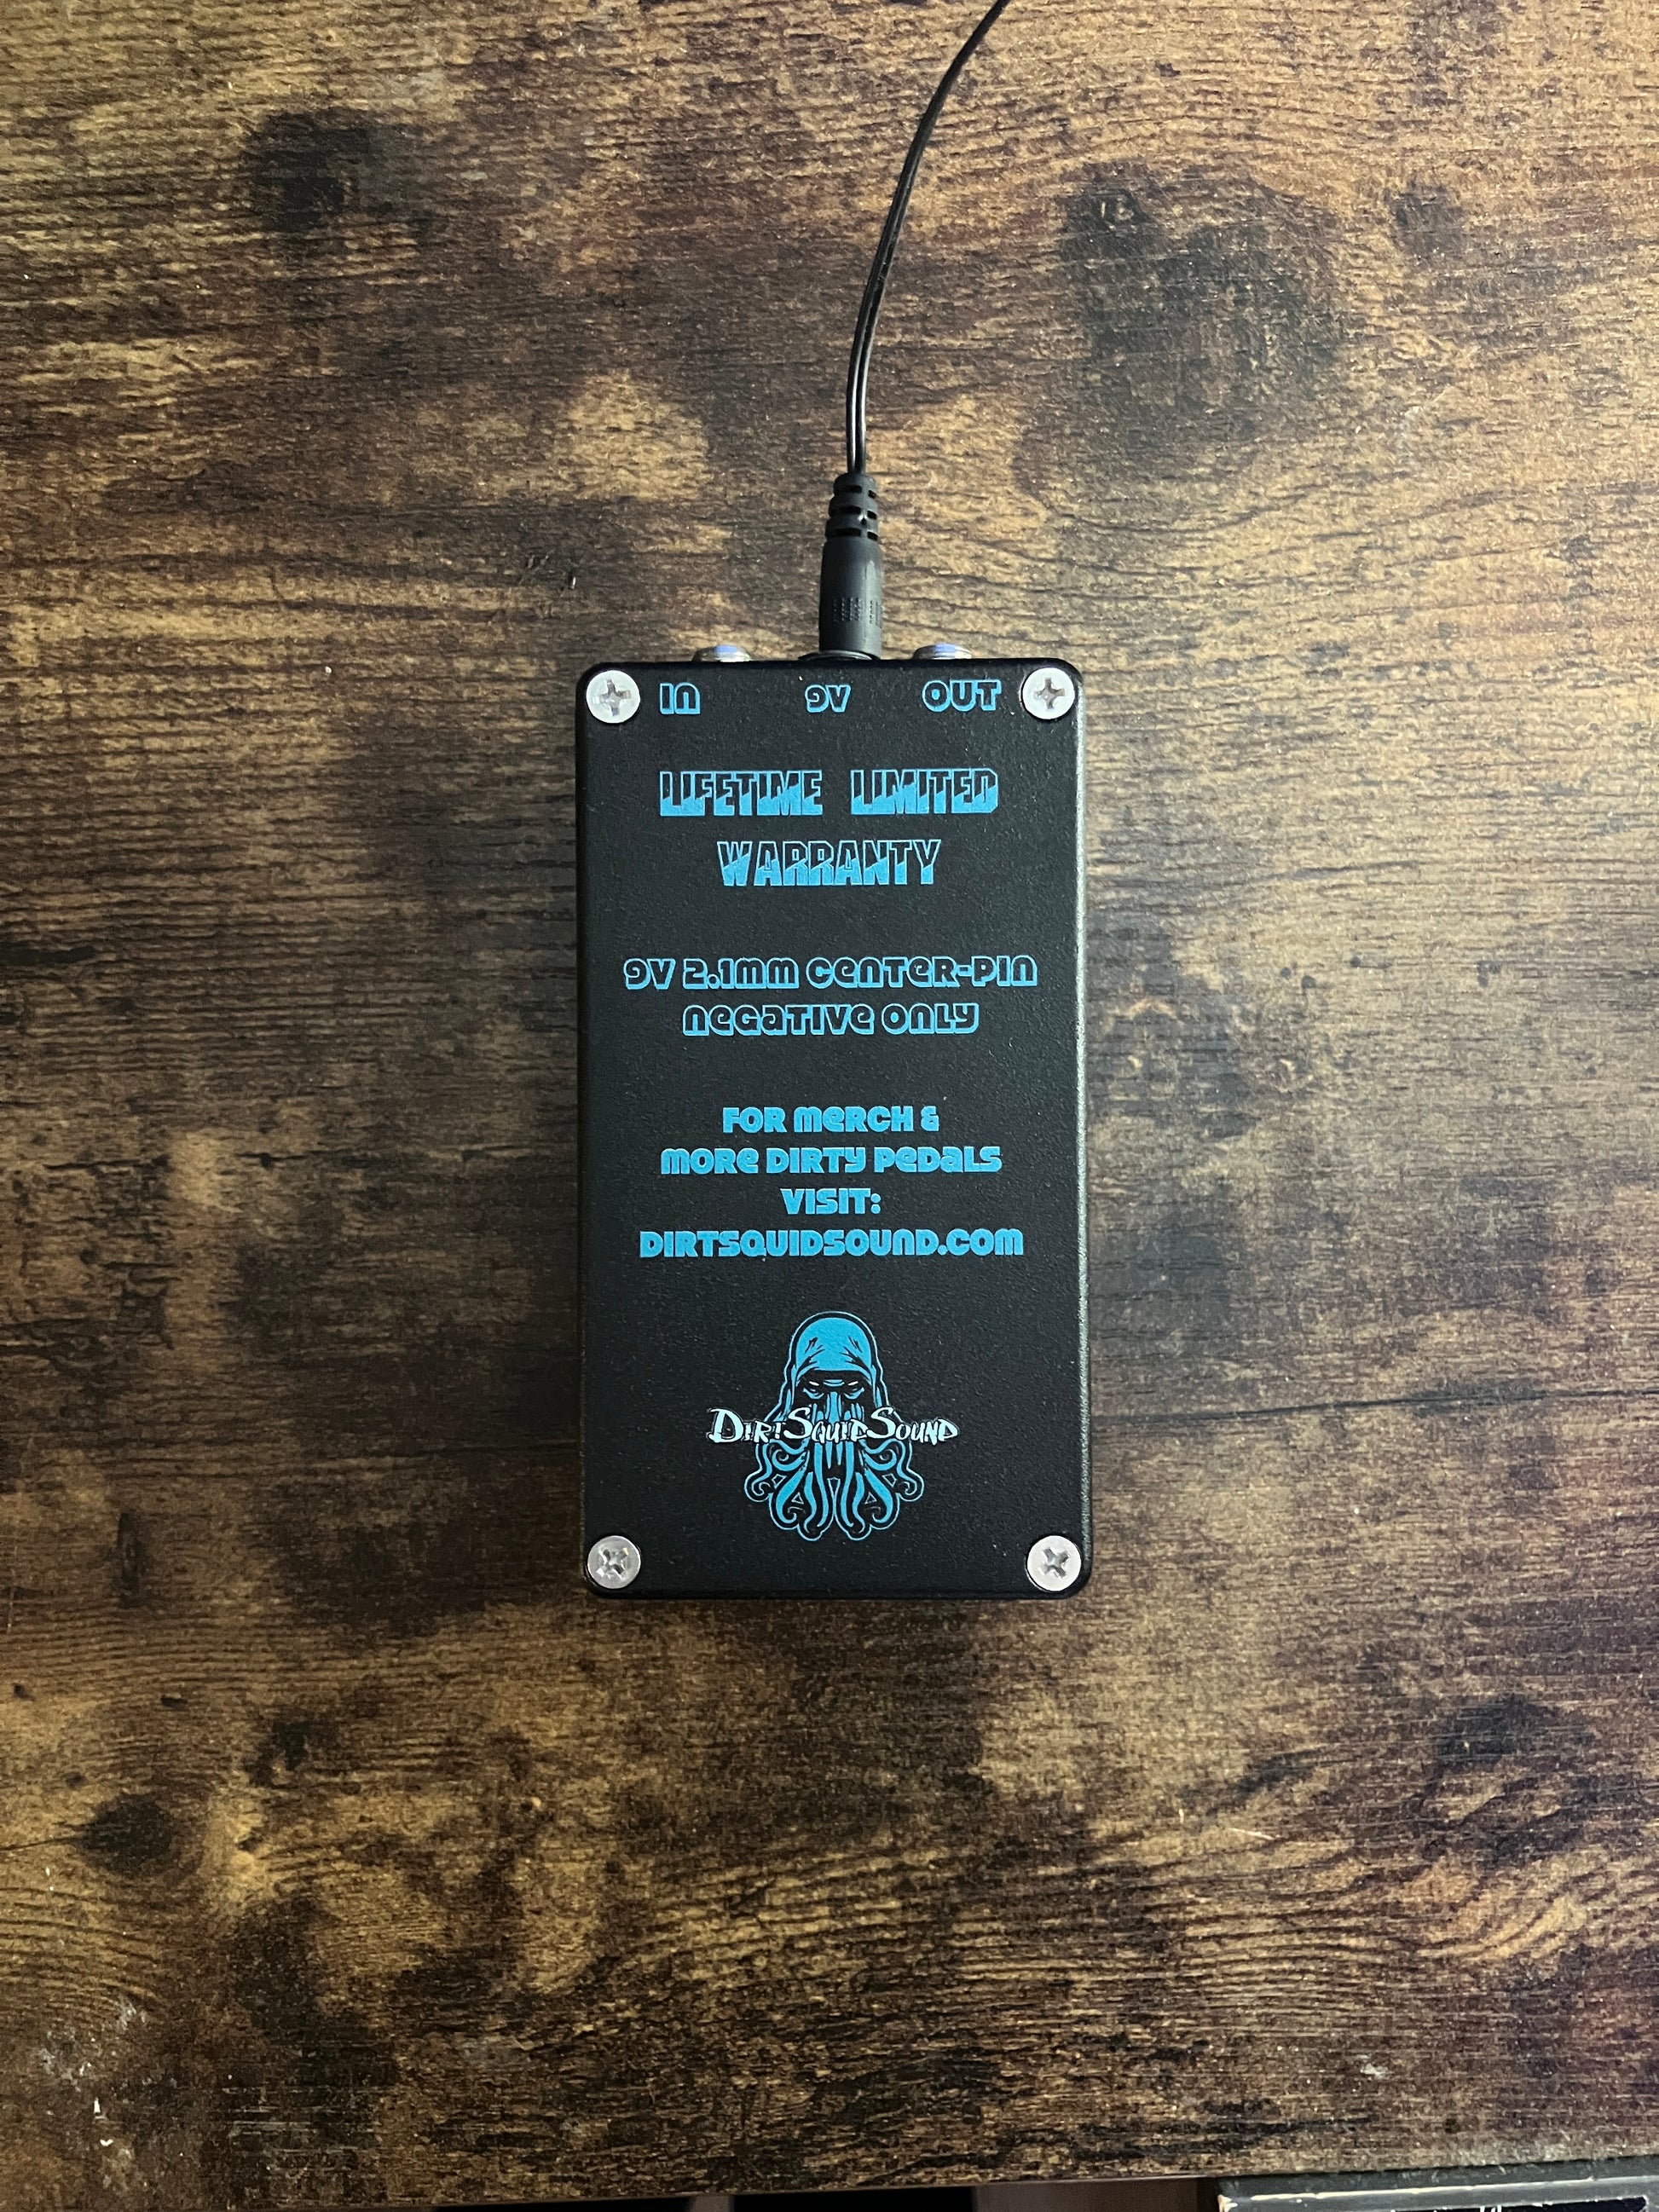 IN 9V OUT
LIFETIME LIMITED
WARRANTY
9V 2.1mm CENTER-PIN
NEGATIVE ONLY
FOR MERCH &
MORE DIRTY PEDALS
VISIT:
DIRTSQUIDSOUND.COM
DIRTSQUIDSOUND